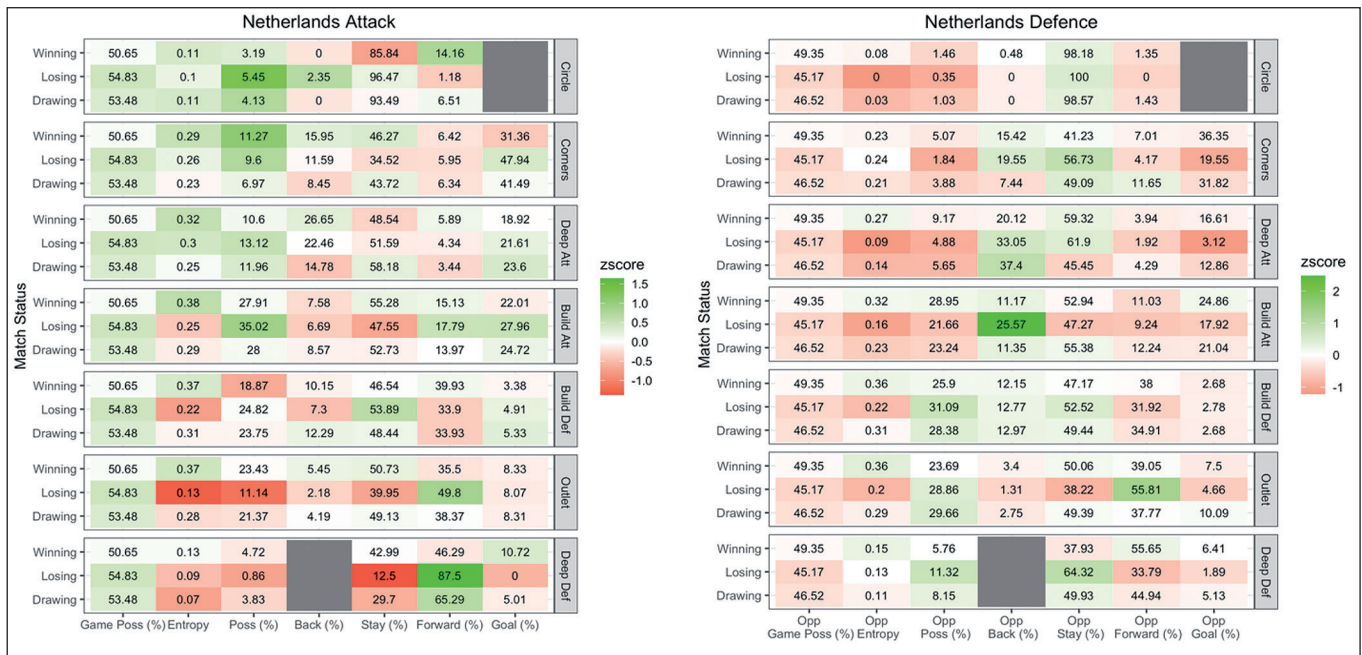 Netherlands Attack
Winning 50.65 0.11 3.19 0 85.84 14.16
Losing 54.83 0.1 5.45 2.35 96.47 1.18
Drawing 53.48 0.11 4.13 0 93.49 6.51
Circle
Winning 50.65 0.29 11.27 15.95 46.27 6.42 31.36
Losing 54.83 0.26 9.6 11.59 34.52 5.95 47.94
Drawing 53.48 0.23 6.97 8.45 43.72 6.34 41.49
Corners
Winning 50.65 0.32 10.6 26.65 48.54 5.89 18.92
Losing 54.83 0.3 13.12 22.46 51.59 4.34 21.61
Drawing 53.48 0.25 11.96 14.78 58.18 3.44 23.6
Deep Att
Winning 50.65 0.38 27.91 7.58 55.28 15.13 22.01
Losing 54.83 0.25 35.02 6.69 47.55 17.79 27.96
Drawing 53.48 0.29 28 8.57 52.73 13.97 24.72
Build Att
Winning 50.65 0.37 18.87 10.15 46.54 39.93 3.38
Losing 54.83 0.22 24.82 7.3 53.89 33.9 4.91
Drawing 53.48 0.31 23.75 12.29 48.44 33.93 5.33
Build Def
Winning 50.65 0.37 23.43 5.45 50.73 35.5 8.33
Losing 54.83 0.13 11.14 2.18 39.95 49.8 8.07
Drawing 53.48 0.28 21.37 4.19 49.13 38.37 8.31
Outlet
Winning 50.65 0.13 4.72 42.99 46.29 10.72
Losing 54.83 0.09 0.86 12.5 87.5 0
Drawing 53.48 0.07 3.83 29.7 65.29 5.01
Deep Def
Game Poss (%) Entropy Poss (%) Back (%) Stay (%) Forward (%) Goal (%)
Match Status
zscore
1.5
1.0
0.5
0.0
-0.5
-1.0
Netherlands Defence
Winning 49.35 0.08 1.46 0.48 98.18 1.35
Losing 45.17 0 0.35 0 100 0
Drawing 46.52 0.03 1.03 0 98.57 1.43
Circle
Winning 49.35 0.23 5.07 15.42 41.23 7.01 36.35
Losing 45.17 0.24 1.84 19.55 56.73 4.17 19.55
Drawing 46.52 0.21 3.88 7.44 49.09 11.65 31.82
Corners
Winning 49.35 0.27 9.17 20.12 59.32 3.94 16.61
Losing 45.17 0.09 4.88 33.05 61.9 1.92 3.12
Drawing 46.52 0.14 5.65 37.4 45.45 4.29 12.86
Deep Att
Winning 49.35 0.32 28.95 11.17 52.94 11.03 24.86
Losing 45.17 0.16 21.66 25.57 47.27 9.24 17.92
Drawing 46.52 0.23 23.24 11.35 55.38 12.24 21.04
Build Att
Winning 49.35 0.36 25.9 12.15 47.17 38 2.68
Losing 45.17 0.22 31.09 12.77 52.52 31.92 2.78
Drawing 46.52 0.31 28.38 12.97 49.44 34.91 2.68
Build Def
Winning 49.35 0.36 23.69 3.4 50.06 39.05 7.5
Losing 45.17 0.2 28.86 1.31 38.22 55.81 4.66
Drawing 46.52 0.29 29.66 2.75 49.39 37.77 10.09
Outlet
Winning 49.35 0.15 5.76 37.93 55.65 6.41
Losing 45.17 0.13 11.32 64.32 33.79 1.89
Drawing 46.52 0.11 8.15 49.93 44.94 5.13
Deep Def
Opp Opp Opp Opp Opp Opp Opp
Game Poss (%) Entropy Poss (%) Back (%) Stay (%) Forward (%) Goal (%)
Match Status
zscore
2
1
0
-1